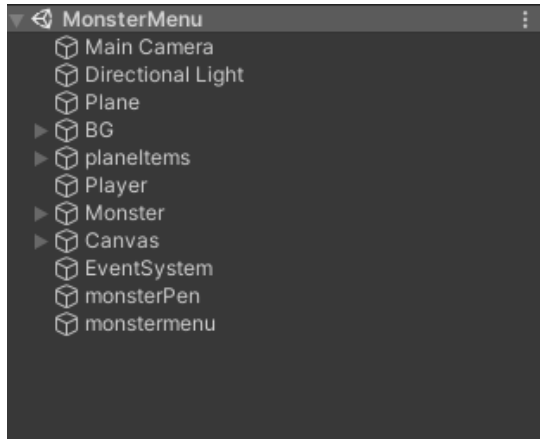 MonsterMenu
Main Camera
Directional Light
Plane
BG
planeItems
Player
Monster
Canvas
EventSystem
monsterPen
monstermenu